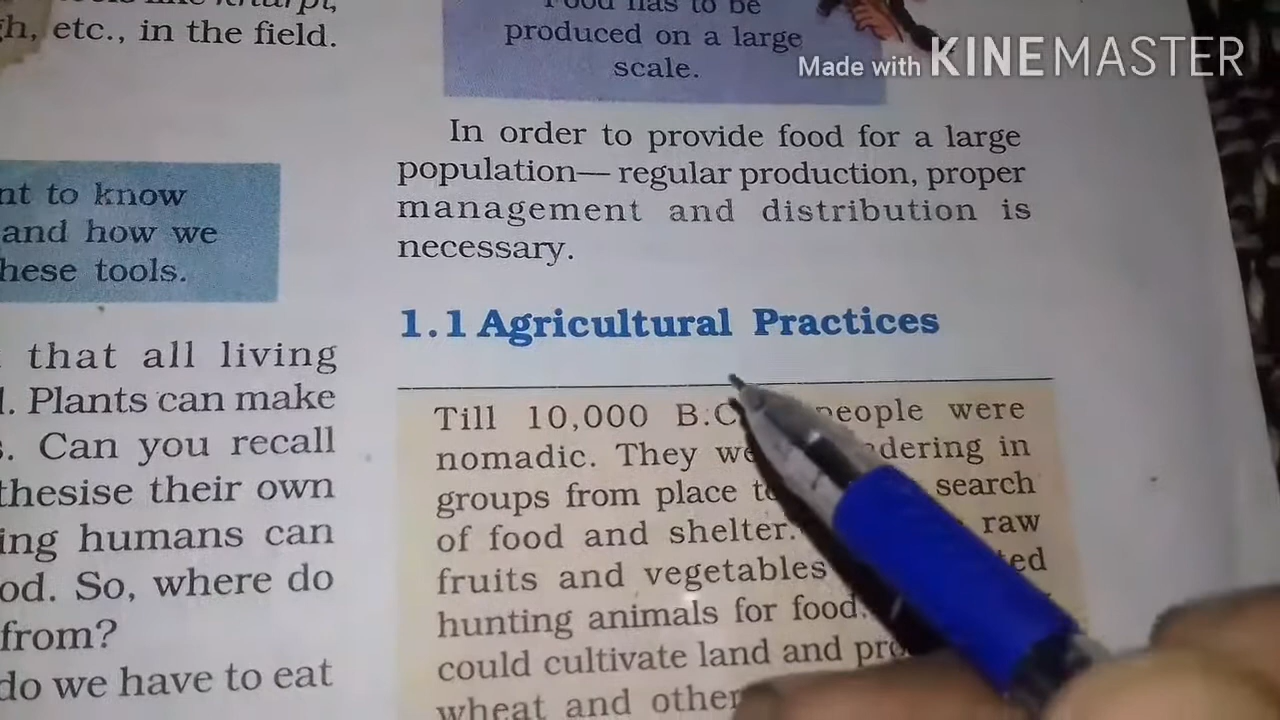 etc., in the field.
nt to know
and how we
hese tools.
that all living
Plants can make
Can you recall
thesise their own
ing humans can
od. So, where do
from?
do we have to eat
produced on a large
scale.
Made with KINEMASTER
In order to provide food for a large
population— regular production, proper
management and distribution is
necessary.
1.1 Agricultural Practices
Till 10,000 B.C people were
nomadic. They we dering in
groups from place search
of food and shelter. raw
fruits and vegetables ted
hunting animals for food.
could cultivate land and
wheat and other